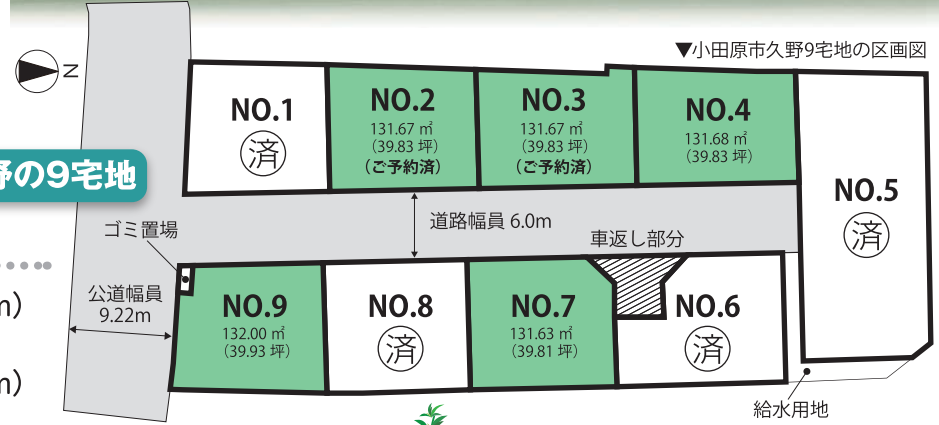 ▼小田原市久野9宅地の区画図
N
NO.1
済
NO.2
131.67 ㎡
（39.83 坪）
（ご予約済）
NO.3
131.67 ㎡
（39.83 坪）
（ご予約済）
NO.4
131.68 ㎡
（39.83 坪）
NO.5
済
野の9宅地
道路幅員 6.0m
ゴミ置場
車返し部分
公道幅員
9.22m
m）
m）
NO.9
132.00 ㎡
（39.93 坪）
NO.8
済
NO.7
131.63 ㎡
（39.81 坪）
NO.6
済
給水用地